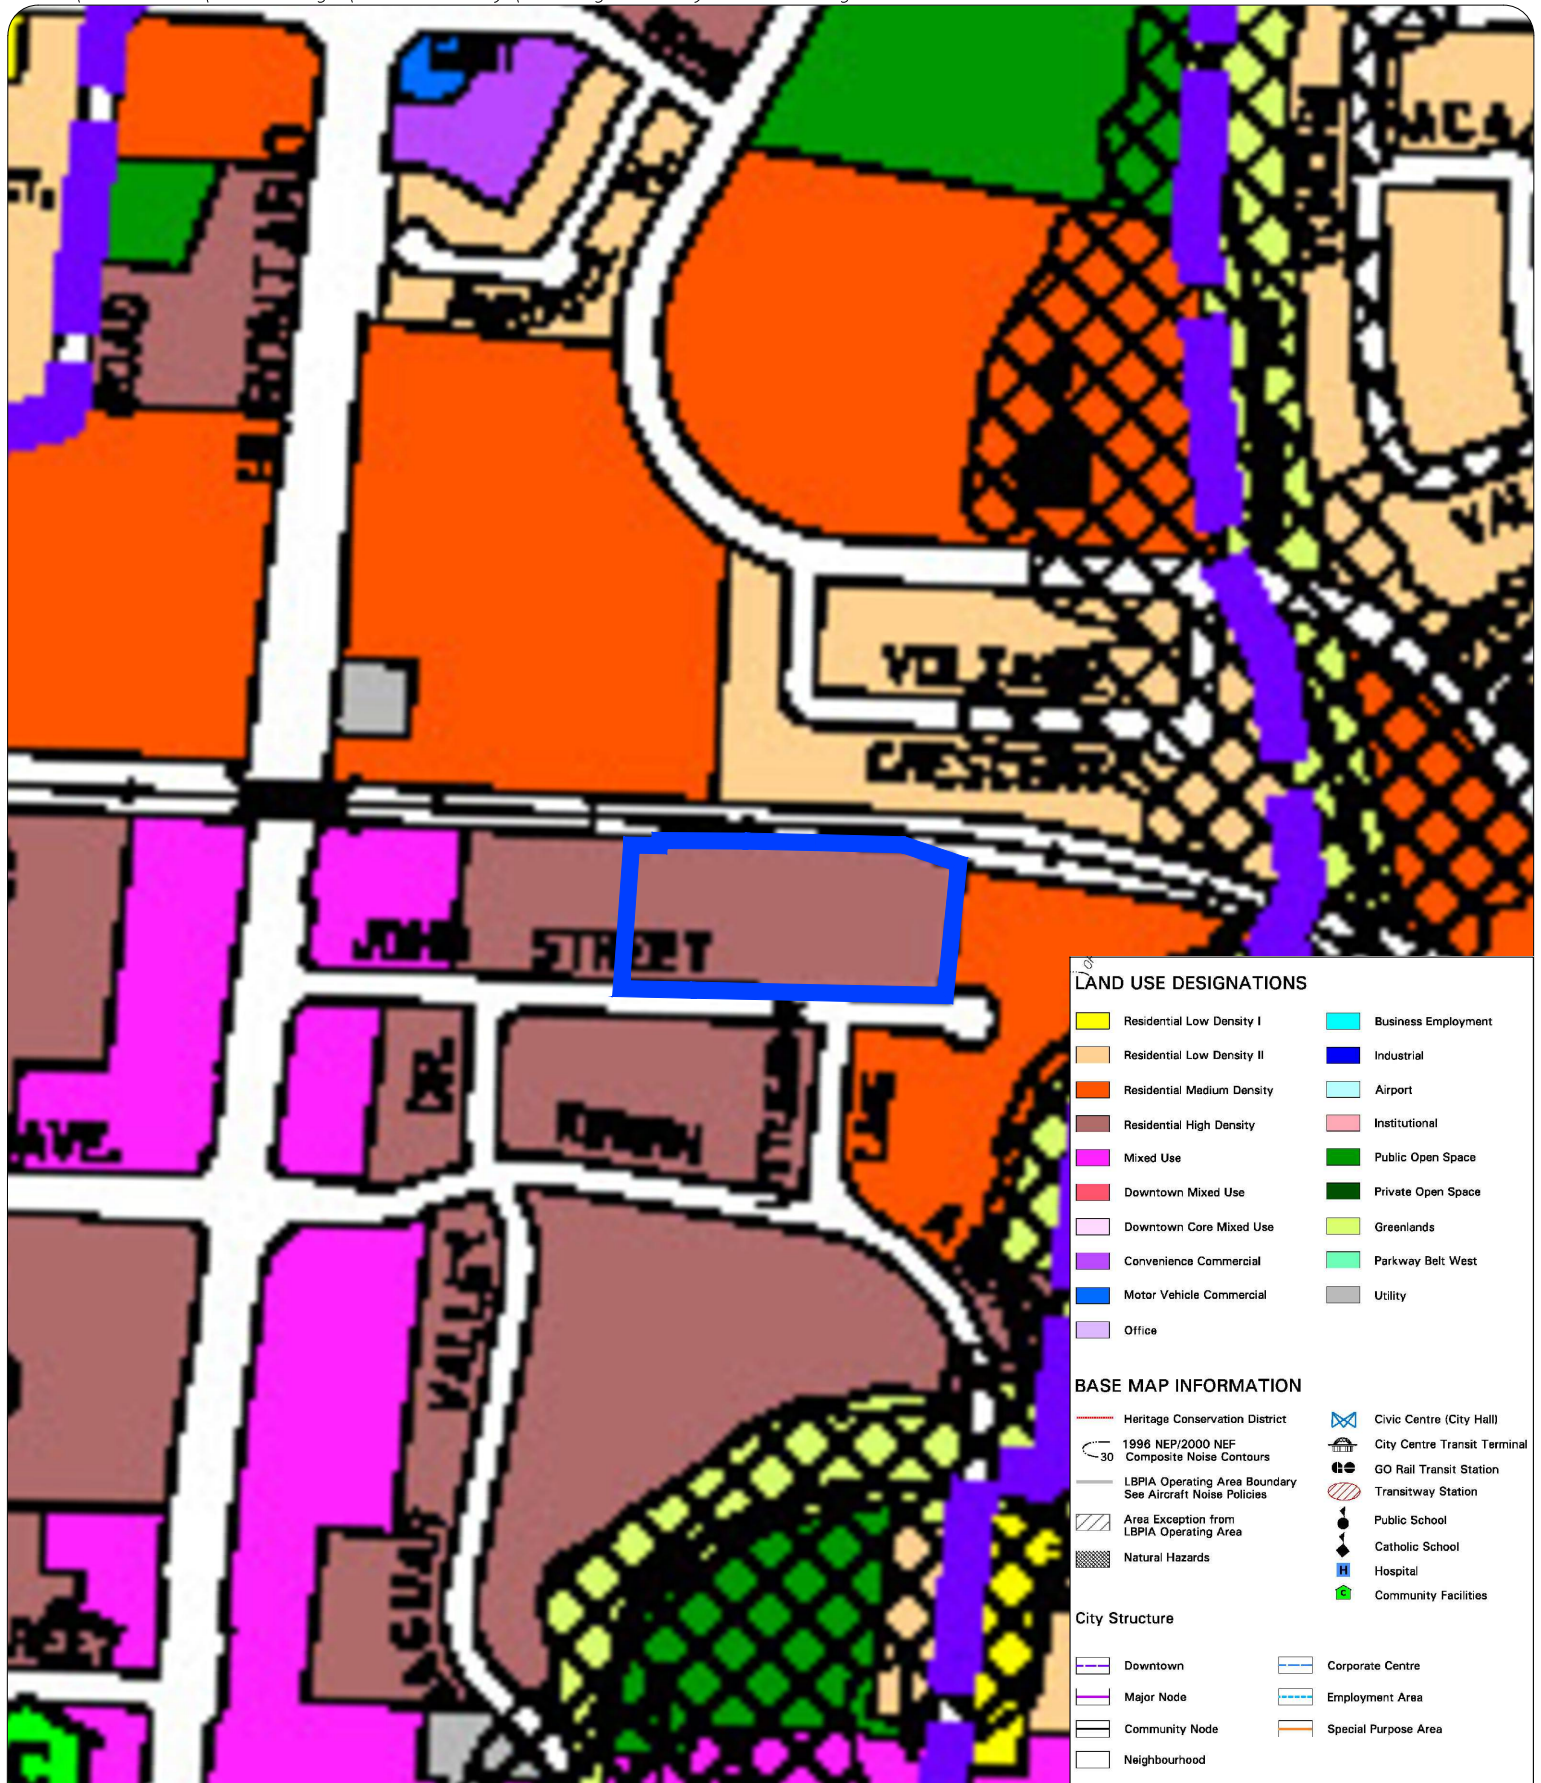 ST.
HURONTARIO
JOHN
STREET
DR.
KIRWIN
AVE.
VALLEY
JAGUAR
LAND USE DESIGNATIONS
Residential Low Density I
Residential Low Density II
Residential Medium Density
Residential High Density
Mixed Use
Downtown Mixed Use
Downtown Core Mixed Use
Convenience Commercial
Motor Vehicle Commercial
Office
Business Employment
Industrial
Airport
Institutional
Public Open Space
Private Open Space
Greenlands
Parkway Belt West
Utility
BASE MAP INFORMATION
Heritage Conservation District
30
1996 NEP/2000 NEF
Composite Noise Contours
LBPIA Operating Area Boundary
See Aircraft Noise Policies
Area Exception from
LBPIA Operating Area
Natural Hazards
Civic Centre (City Hall)
City Centre Transit Terminal
GO Rail Transit Station
Transitway Station
Public School
Catholic School
H
Hospital
C
Community Facilities
City Structure
Downtown
Major Node
Community Node
Neighbourhood
Corporate Centre
Employment Area
Special Purpose Area